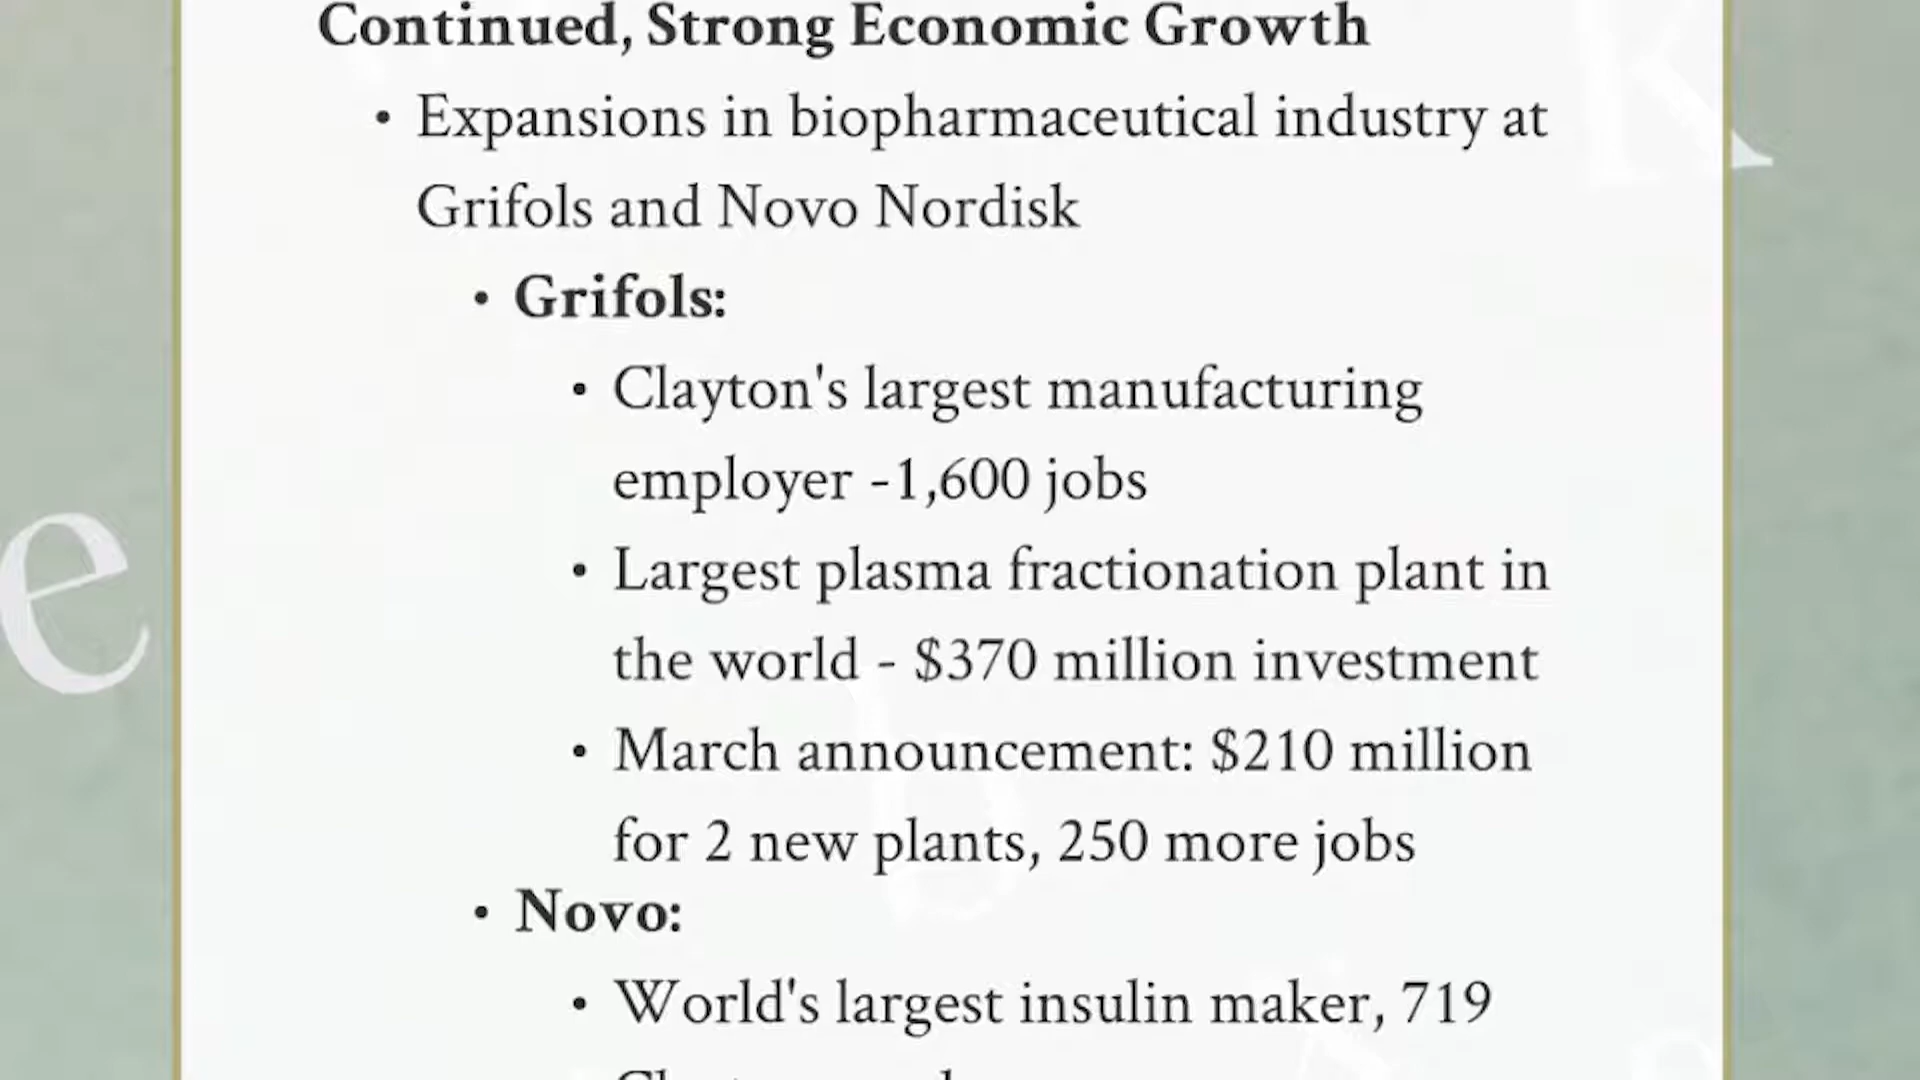 Continued, Strong Economic Growth
• Expansions in biopharmaceutical industry at
Grifols and Novo Nordisk
• Grifols:
• Clayton's largest manufacturing
employer -1,600 jobs
• Largest plasma fractionation plant in
the world - $370 million investment
• March announcement: $210 million
for 2 new plants, 250 more jobs
• Novo:
• World's largest insulin maker, 719
e
k
b